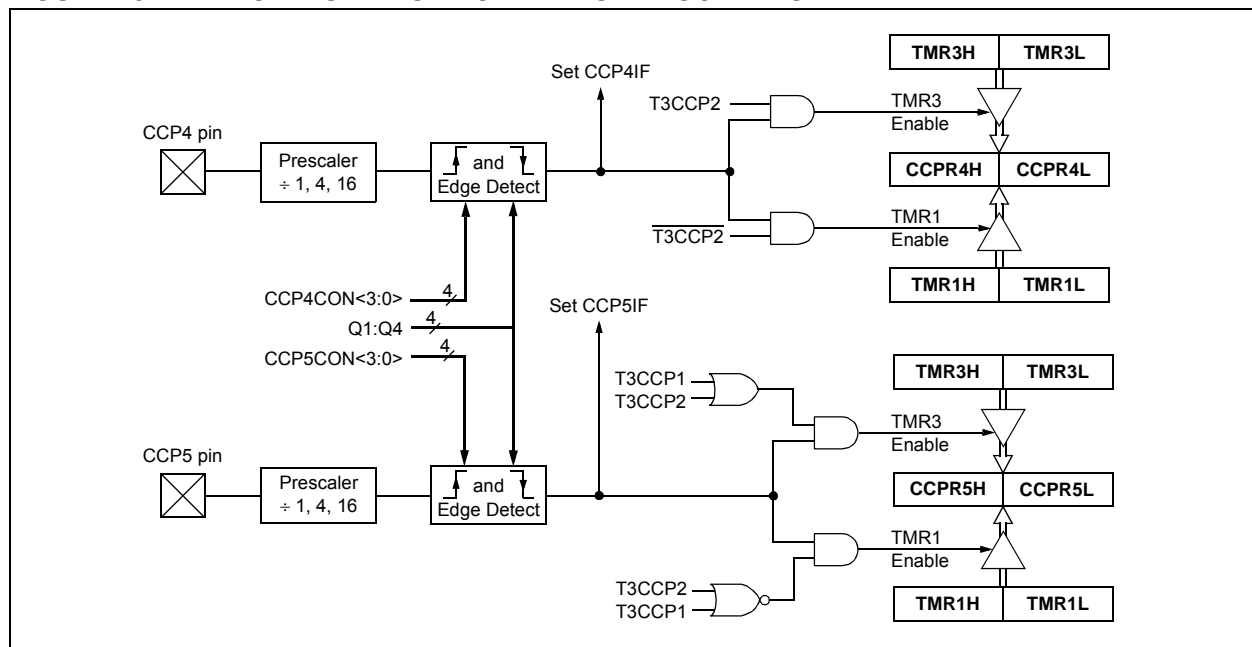 TMR3H TMR3L
Set CCP4IF
T3CCP2
TMR3
Enable
CCP4 pin
Prescaler
÷ 1, 4, 16
and
Edge Detect
CCPR4H CCPR4L
TMR1
Enable
T3CCP2
TMR1H TMR1L
CCP4CON<3:0>
4
Q1:Q4
4
CCP5CON<3:0>
4
Set CCP5IF
TMR3H TMR3L
T3CCP1
T3CCP2
TMR3
Enable
CCP5 pin
Prescaler
÷ 1, 4, 16
and
Edge Detect
CCPR5H CCPR5L
TMR1
Enable
T3CCP2
T3CCP1
TMR1H TMR1L